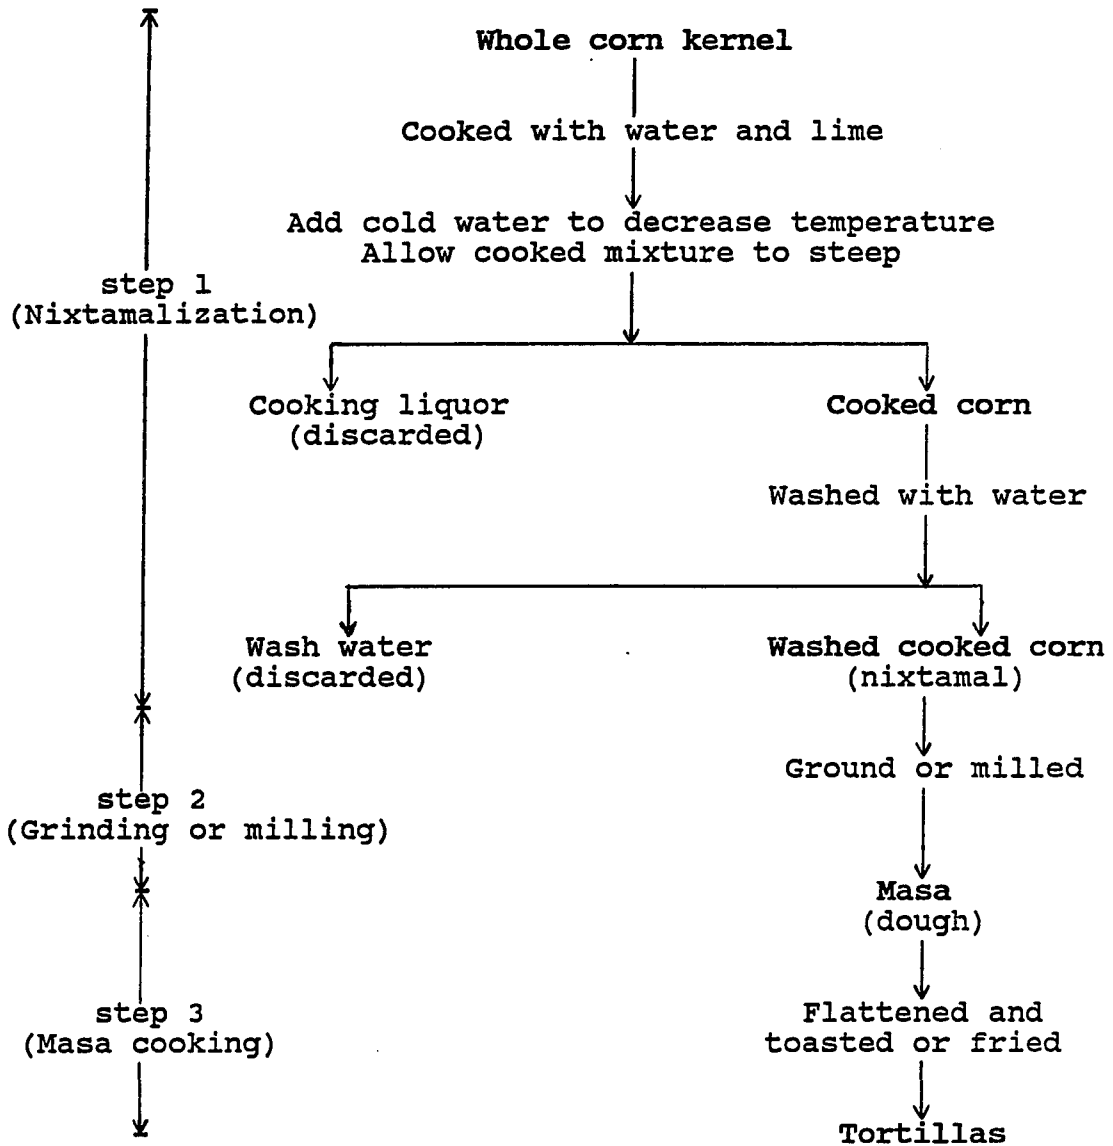 Whole corn kernel
Cooked with water and lime
Add cold water to decrease temperature
Allow cooked mixture to steep
step 1
(Nixtamalization)
Cooking liquor
(discarded)
Cooked corn
Washed with water
Wash water
(discarded)
Washed cooked corn
(nixtamal)
Ground or milled
step 2
(Grinding or milling)
Masa
(dough)
step 3
(Masa cooking)
Flattened and
toasted or fried
Tortillas